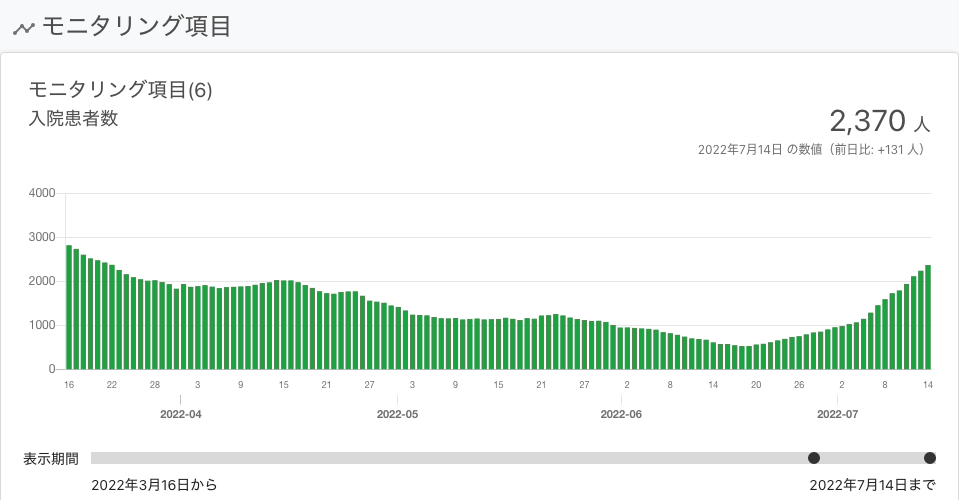 モニタリング項目
モニタリング項目(6)
入院患者数
2,370 人
2022年7月14日 の数値（前日比: +131 人）
4000
3000
2000
1000
0
16 22 28 3 9 15 21 27 3 9 15 21 27 2 8 14 20 26 2 8 14
2022-04 2022-05 2022-06 2022-07
表示期間
2022年3月16日から 2022年7月14日まで